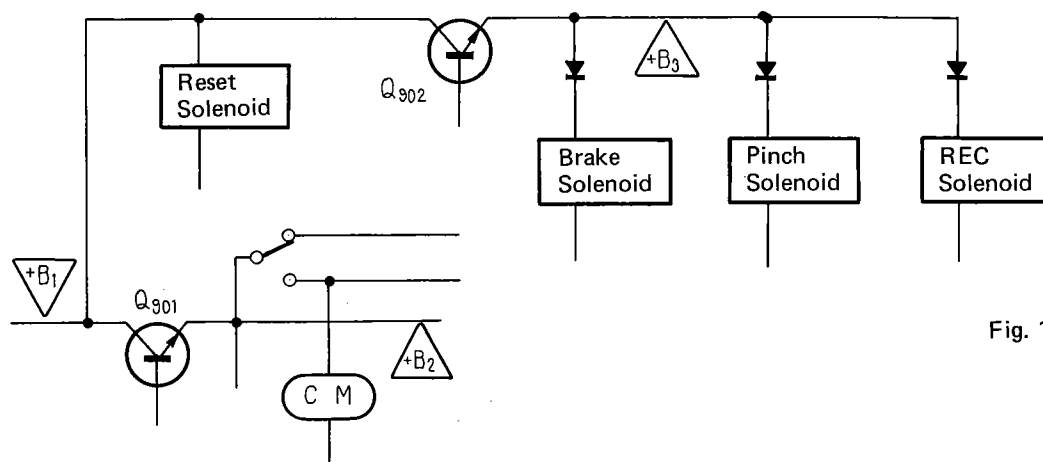 Reset
Solenoid
Q902
+B3
Brake
Solenoid
Pinch
Solenoid
REC
Solenoid
+B1
Q901
+B2
C M
Fig. 1